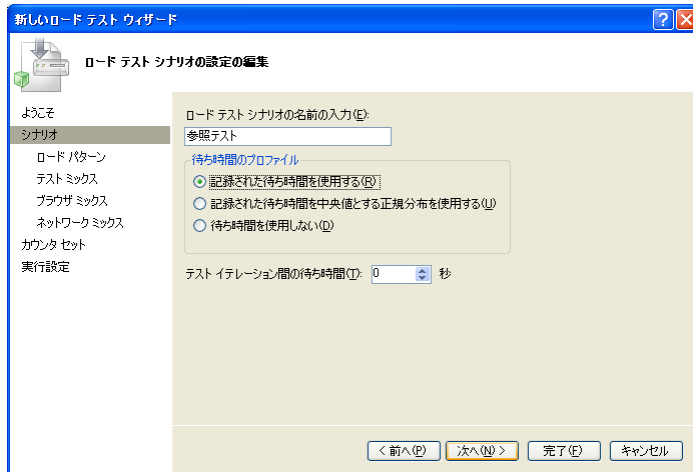 新しいロード テスト ウィザード
ロード テスト シナリオの設定の編集
ようこそ
シナリオ
ロード パターン
テスト ミックス
ブラウザ ミックス
ネットワーク ミックス
カウンタ セット
実行設定
ロード テスト シナリオの名前の入力(E):
参照テスト
待ち時間のプロファイル
記録された待ち時間を使用する(R)
記録された待ち時間を中央値とする正規分布を使用する(U)
待ち時間を使用しない(D)
テスト イテレーション間の待ち時間(T): 0 秒
< 前へ(P) 次へ(N) > 完了(F) キャンセル